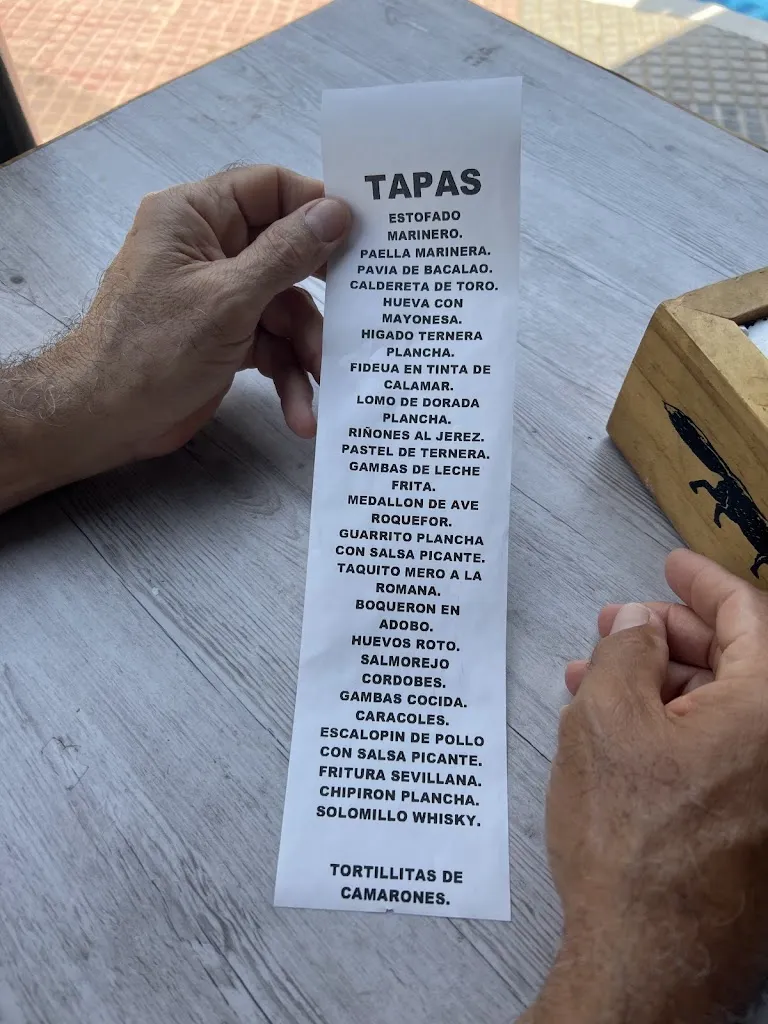 TAPAS
ESTOFADO
MARINERO.
PAELLA MARINERA.
PAVIA DE BACALAO.
CALDERETA DE TORO.
HUEVA CON
MAYONESA.
HIGADO TERNERA
PLANCHA.
FIDEUA EN TINTA DE
CALAMAR.
LOMO DE DORADA
PLANCHA.
RIÑONES AL JEREZ.
PASTEL DE TERNERA.
GAMBAS DE LECHE
FRITA.
MEDALLON DE AVE
ROQUEFOR.
GUARRITO PLANCHA
CON SALSA PICANTE.
TAQUITO MERO A LA
ROMANA.
BOQUERON EN
ADOBO.
HUEVOS ROTO.
SALMOREJO
CORDOBES.
GAMBAS COCIDA.
CARACOLES.
ESCALOPIN DE POLLO
CON SALSA PICANTE.
FRITURA SEVILLANA.
CHIPIRON PLANCHA.
SOLOMILLO WHISKY.
TORTILLITAS DE
CAMARONES.